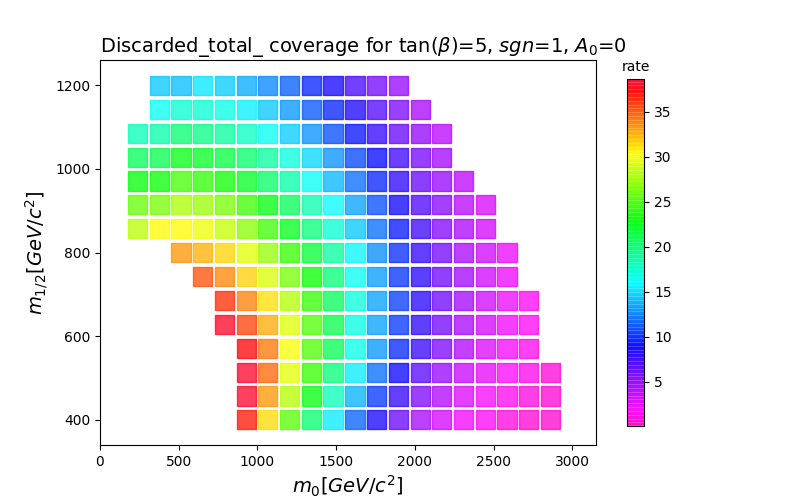 Discarded_total_ coverage for tan(β)=5, sgn=1, A₀=0
rate
m₁/₂[GeV/c²]
1200
1000
800
600
400
0 500 1000 1500 2000 2500 3000
m₀[GeV/c²]
35
30
25
20
15
10
5